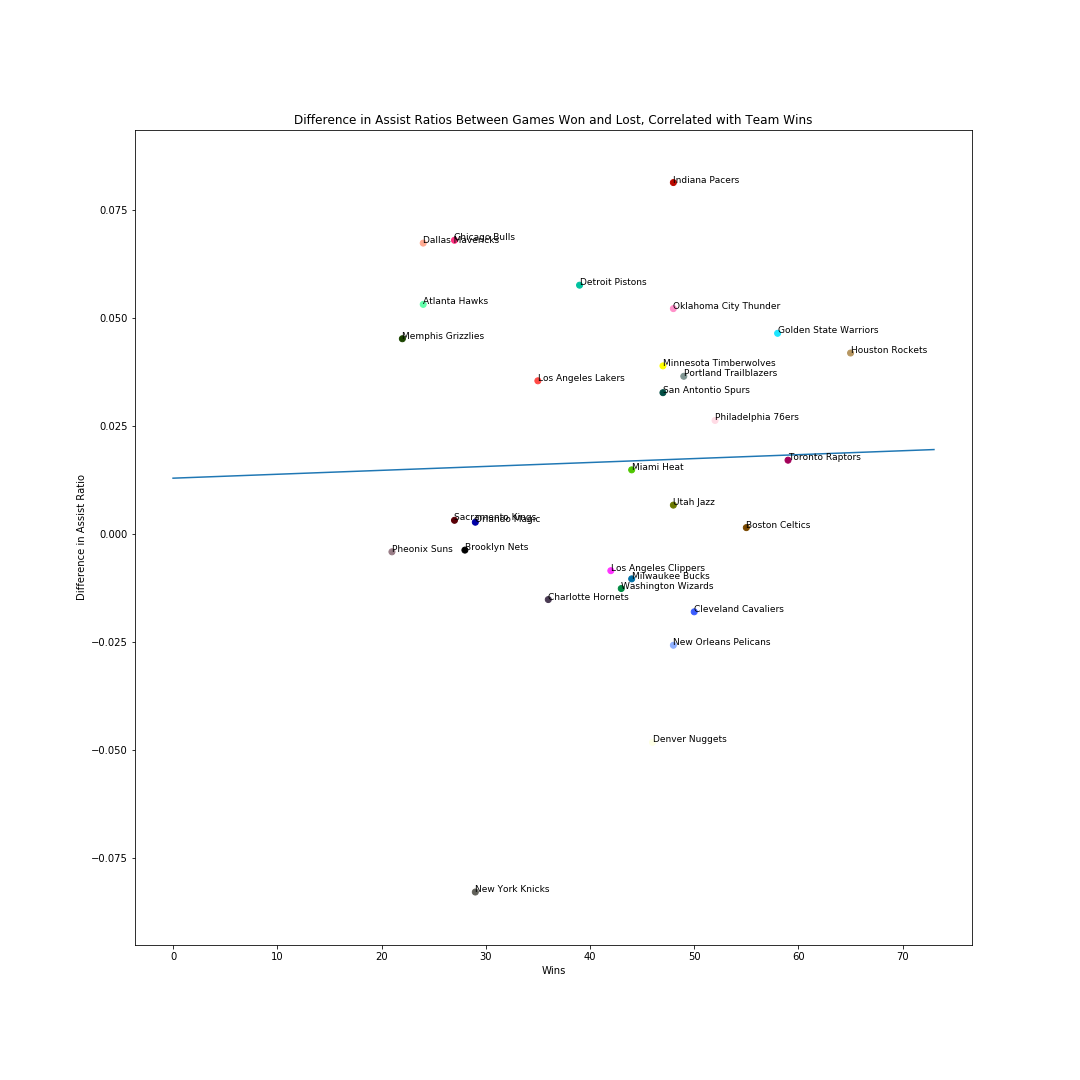 Difference in Assist Ratios Between Games Won and Lost, Correlated with Team Wins
Indiana Pacers
0.075
Chicago Bulls
Dallas Mavericks
Detroit Pistons
Atlanta Hawks
Oklahoma City Thunder
0.050
Golden State Warriors
Memphis Grizzlies
Houston Rockets
Minnesota Timberwolves
Portland Trailblazers
Los Angeles Lakers
San Antontio Spurs
Philadelphia 76ers
0.025
Toronto Raptors
Miami Heat
Utah Jazz
Sacramento Kings
Orlando Magic
Boston Celtics
0.000
Brooklyn Nets
Pheonix Suns
Difference in Assist Ratio
Los Angeles Clippers
Milwaukee Bucks
Washington Wizards
Charlotte Hornets
Cleveland Cavaliers
−0.025
New Orleans Pelicans
Denver Nuggets
−0.050
−0.075
New York Knicks
0 10 20 30 40 50 60 70
Wins